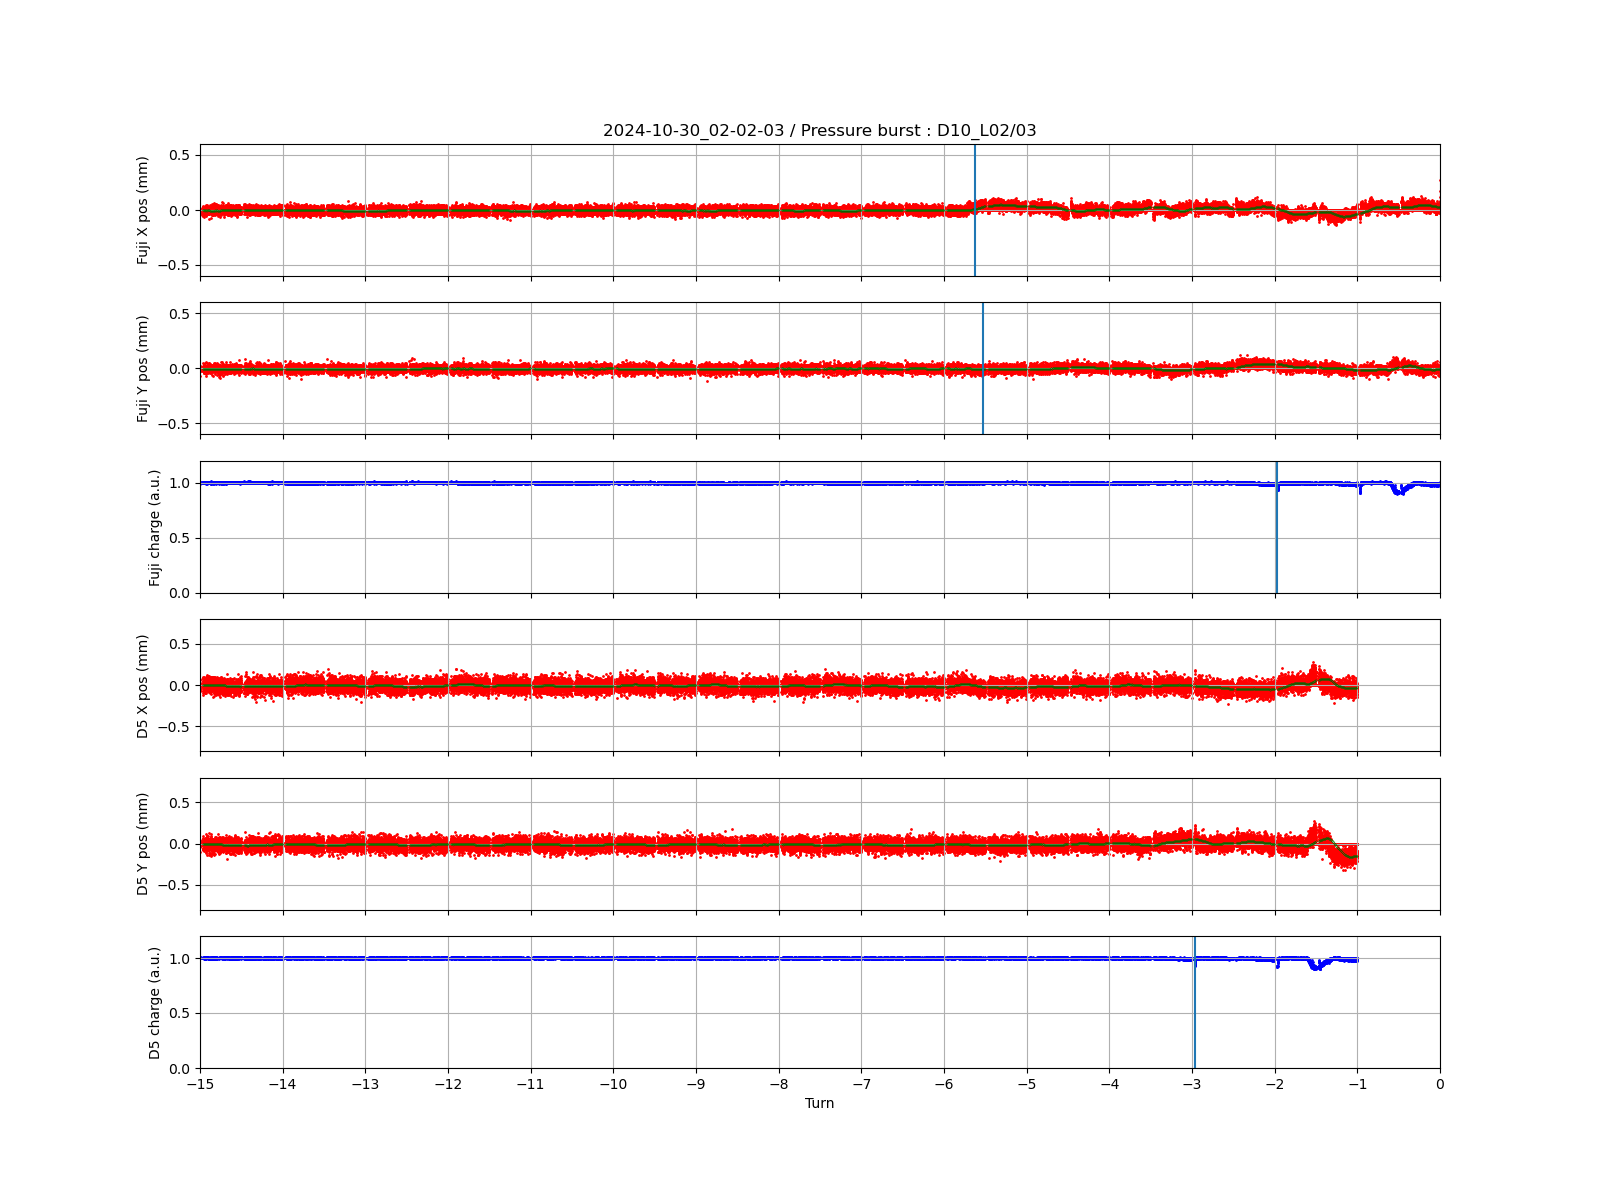 2024-10-30_02-02-03 / Pressure burst : D10_L02/03
Fuji X pos (mm)
0.5
0.0
−0.5
Fuji Y pos (mm)
0.5
0.0
−0.5
Fuji charge (a.u.)
1.0
0.5
0.0
D5 X pos (mm)
0.5
0.0
−0.5
D5 Y pos (mm)
0.5
0.0
−0.5
D5 charge (a.u.)
1.0
0.5
0.0
−15 −14 −13 −12 −11 −10 −9 −8 −7 −6 −5 −4 −3 −2 −1 0
Turn